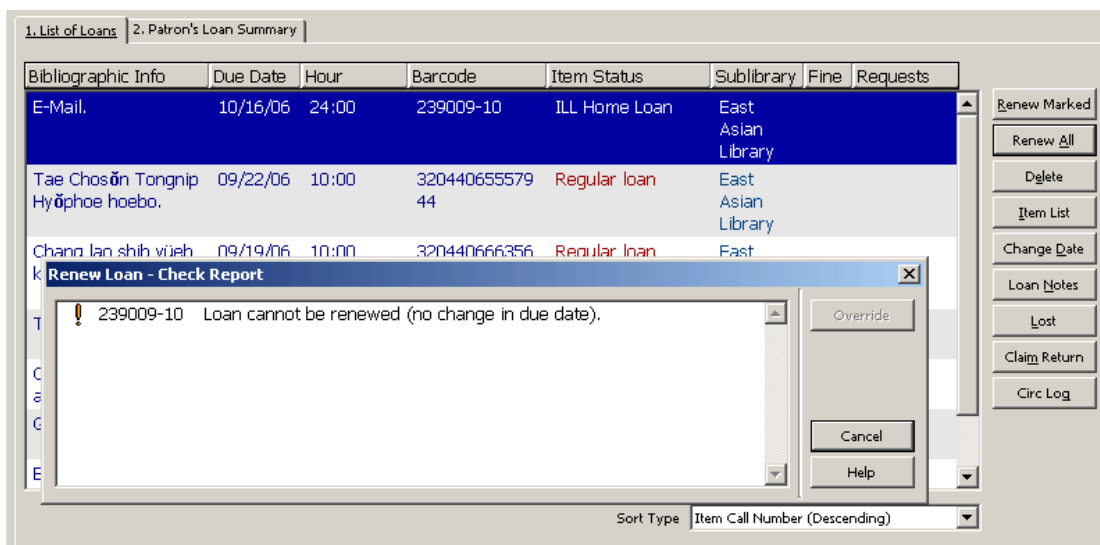 1. List of Loans 2. Patron's Loan Summary
Bibliographic Info Due Date Hour Barcode Item Status Sublibrary Fine Requests
E-Mail. 10/16/06 24:00 239009-10 ILL Home Loan East
Asian
Library
Tae Chosŏn Tongnip 09/22/06 10:00 320440655579 Regular loan East
Hyŏphoe hoebo. 44 Asian
Library
Chang lao shih yüeh 09/19/06 10:00 320440666356 Regular loan East
k
Renew Loan - Check Report
239009-10 Loan cannot be renewed (no change in due date).
Override
Cancel
Help
T
a
G
E
Renew Marked
Renew All
Delete
Item List
Change Date
Loan Notes
Lost
Claim Return
Circ Log
Sort Type Item Call Number (Descending)